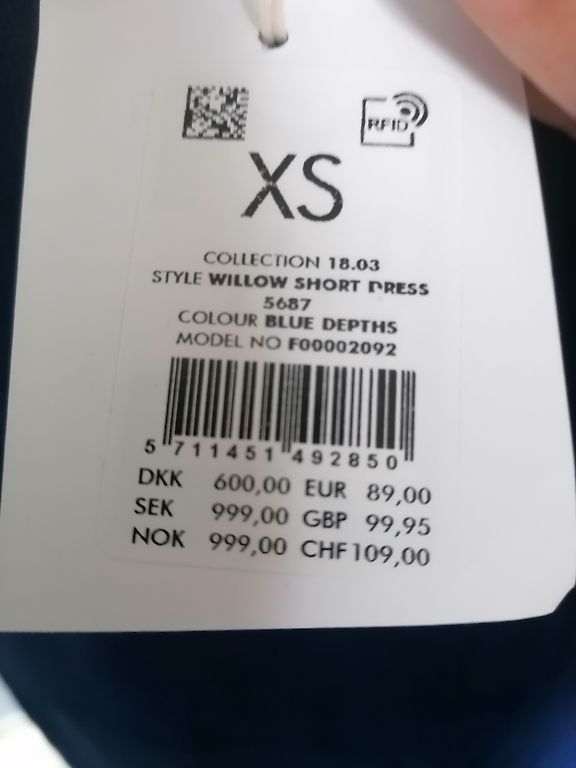 RFID
XS
COLLECTION 18.03
STYLE WILLOW SHORT DRESS
5687
COLOUR BLUE DEPTHS
MODEL NO F00002092
5 711451 492850
DKK 600,00 EUR 89,00
SEK 999,00 GBP 99,95
NOK 999,00 CHF109,00